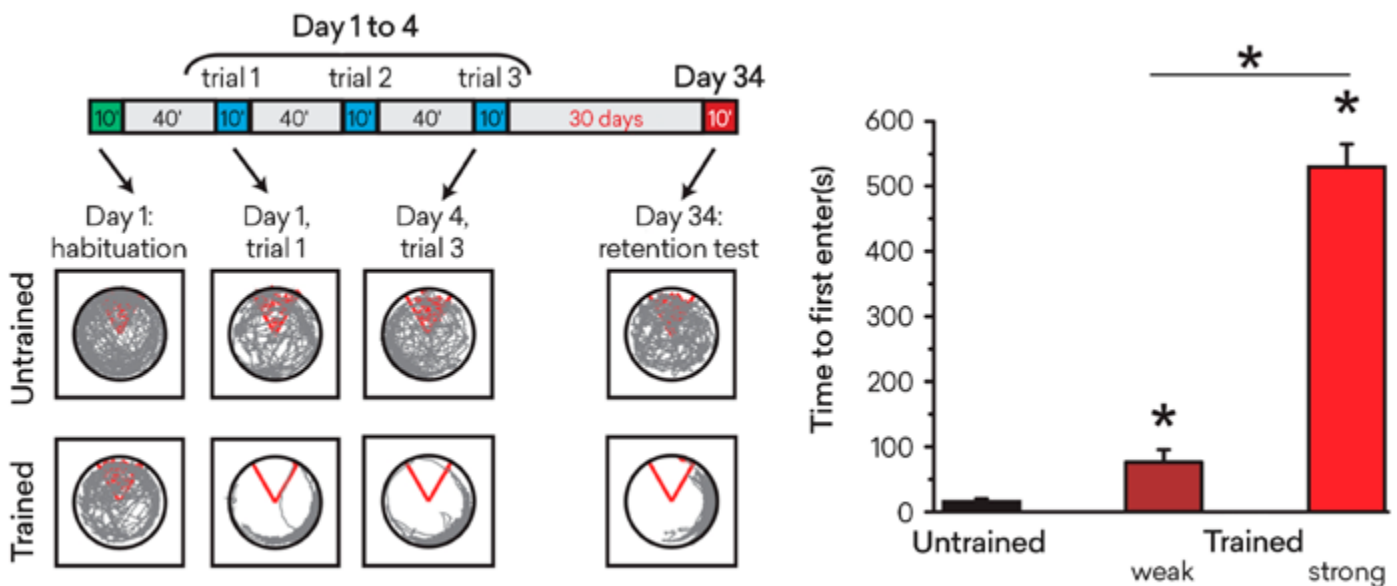 Day 1 to 4
trial 1 trial 2 trial 3 Day 34
10' 40' 10' 40' 10' 40' 10' 30 days 10'
Day 1: habituation
Day 1, trial 1
Day 4, trial 3
Day 34: retention test
Untrained
Trained
*
*
*
Time to first enter(s)
600
500
400
300
200
100
0
Untrained Trained
weak strong